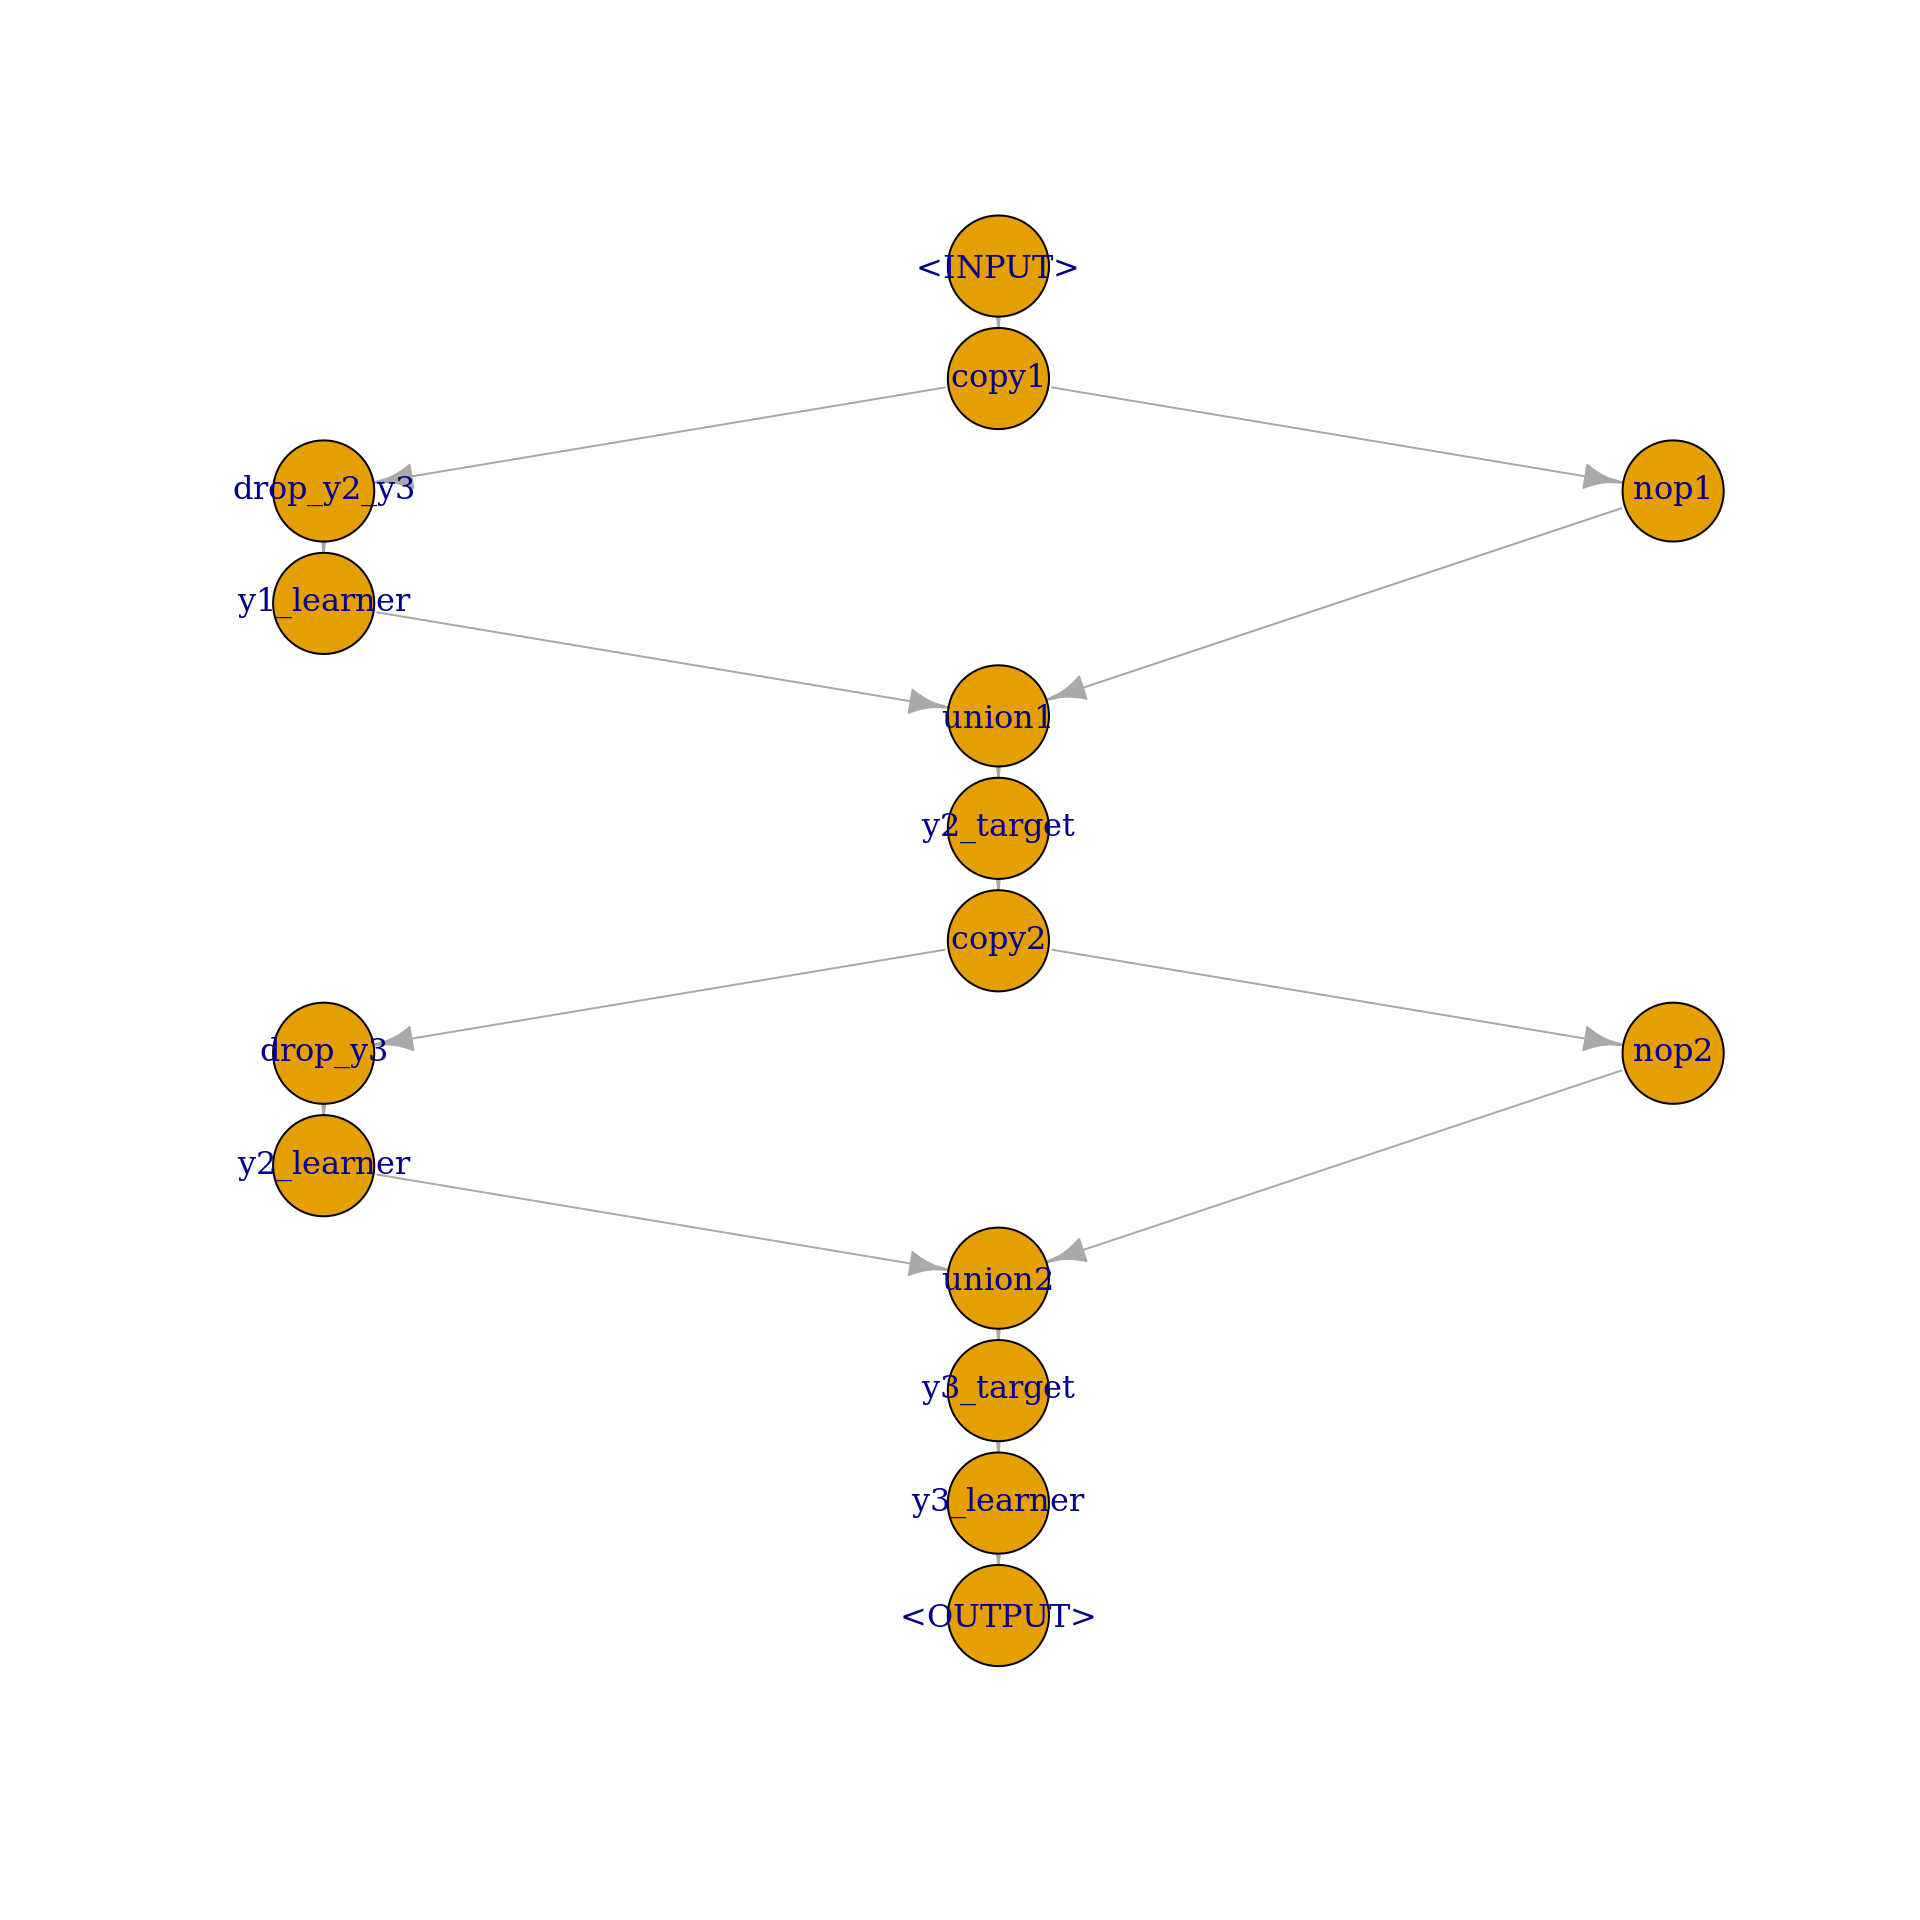 <INPUT>
copy1
drop_y2_y3
nop1
y1_learner
union1
y2_target
copy2
drop_y3
nop2
y2_learner
union2
y3_target
y3_learner
<OUTPUT>